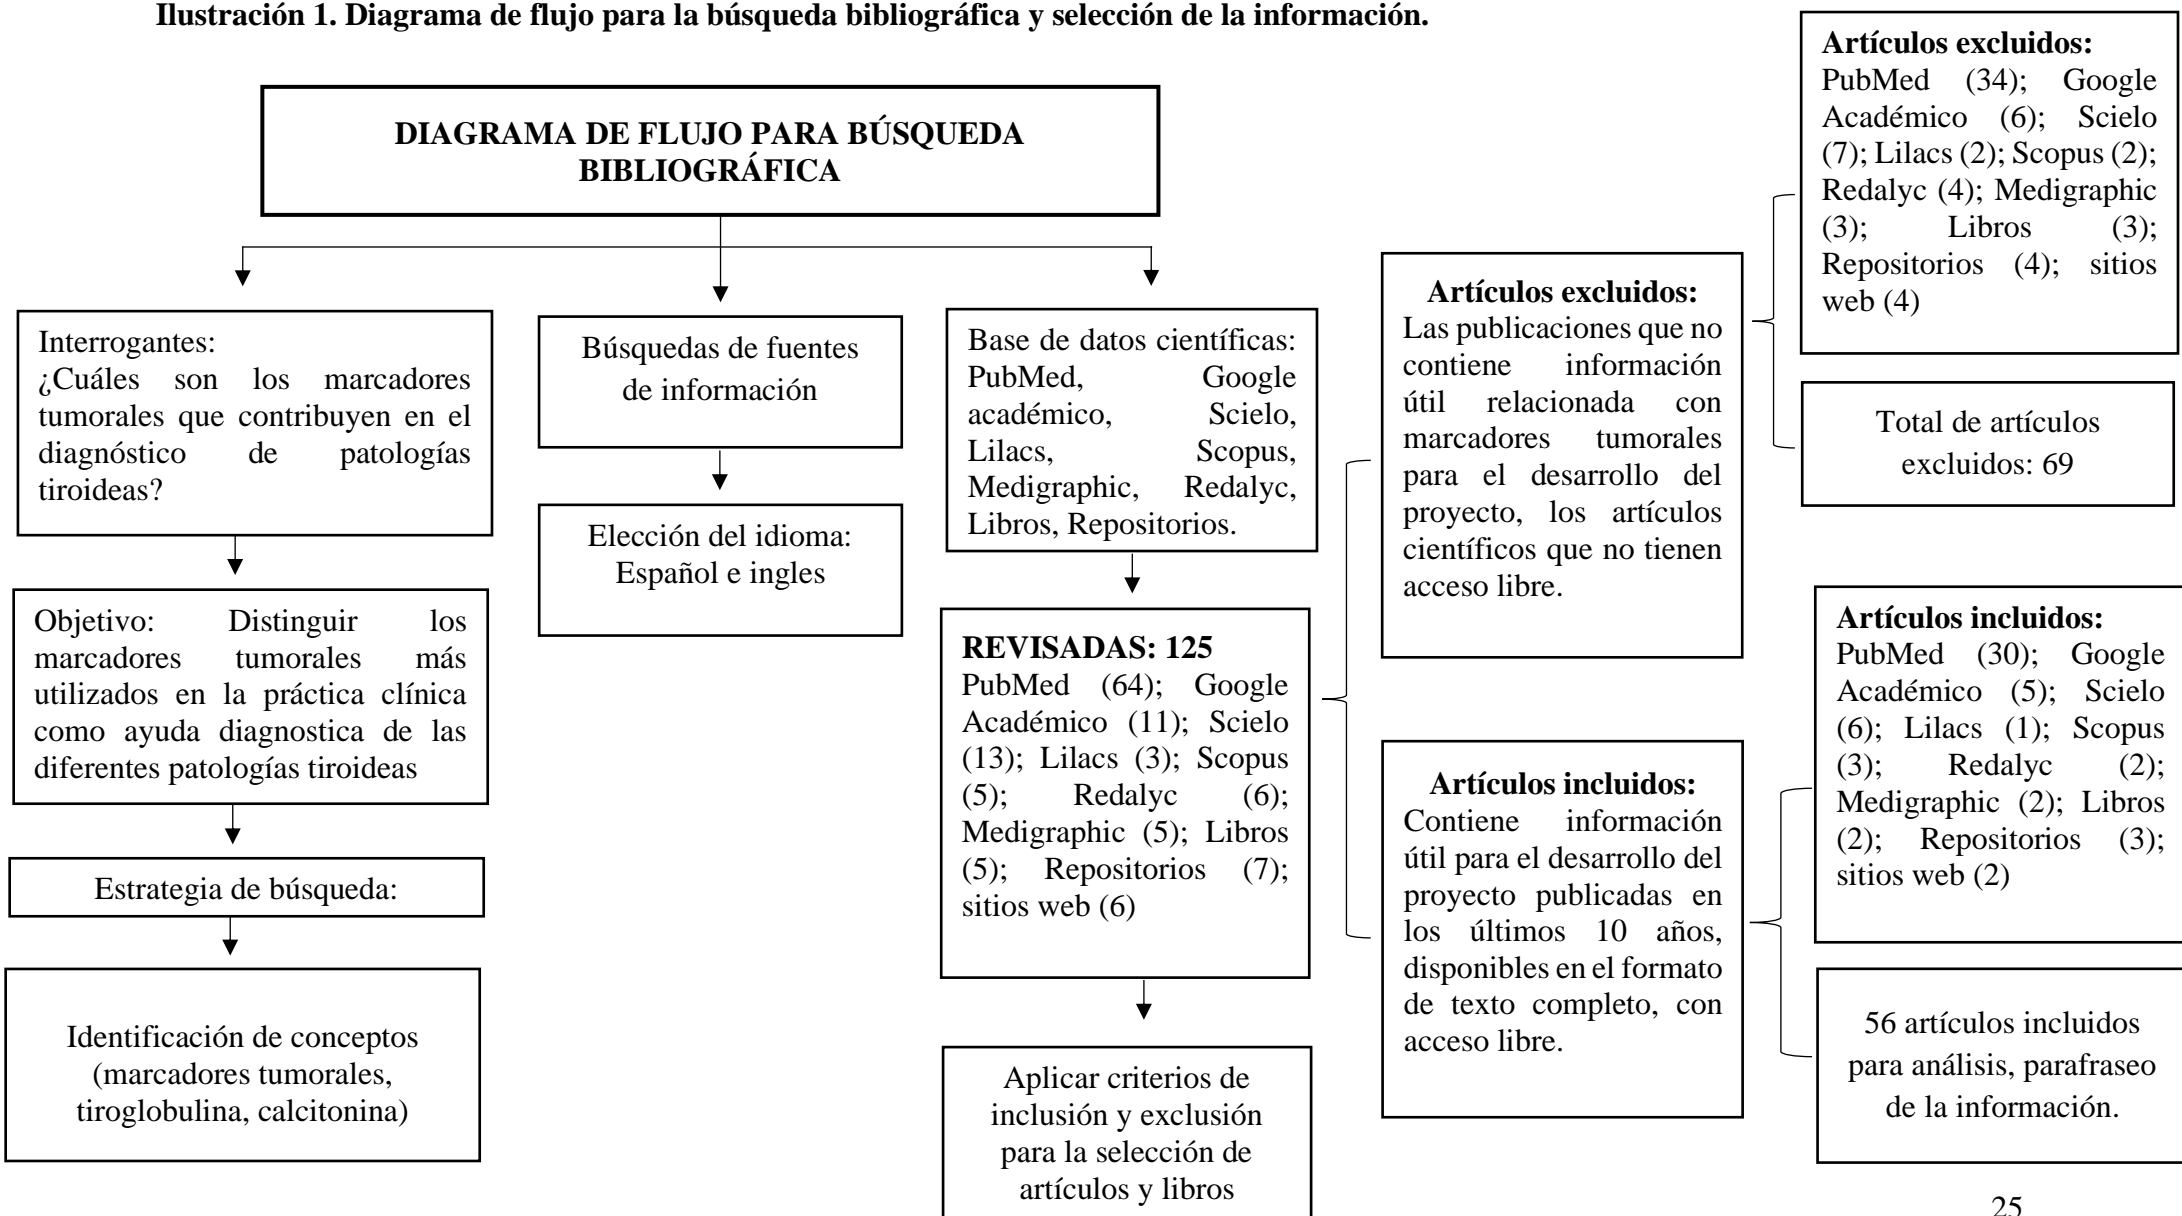 Ilustración 1. Diagrama de flujo para la búsqueda bibliográfica y selección de la información.
DIAGRAMA DE FLUJO PARA BÚSQUEDA
BIBLIOGRÁFICA
Interrogantes:
¿Cuáles son los marcadores
tumorales que contribuyen en el
diagnóstico de patologías
tiroideas?
Objetivo: Distinguir los
marcadores tumorales más
utilizados en la práctica clínica
como ayuda diagnostica de las
diferentes patologías tiroideas
Estrategia de búsqueda:
Identificación de conceptos
(marcadores tumorales,
tiroglobulina, calcitonina)
Búsquedas de fuentes
de información
Elección del idioma:
Español e ingles
Base de datos científicas:
PubMed, Google
académico, Scielo,
Lilacs, Scopus,
Medigraphic, Redalyc,
Libros, Repositorios.
REVISADAS: 125
PubMed (64); Google
Académico (11); Scielo
(13); Lilacs (3); Scopus
(5); Redalyc (6);
Medigraphic (5); Libros
(5); Repositorios (7);
sitios web (6)
Aplicar criterios de
inclusión y exclusión
para la selección de
artículos y libros
Artículos excluidos:
Las publicaciones que no
contiene información
útil relacionada con
marcadores tumorales
para el desarrollo del
proyecto, los artículos
científicos que no tienen
acceso libre.
Artículos incluidos:
Contiene información
útil para el desarrollo del
proyecto publicadas en
los últimos 10 años,
disponibles en el formato
de texto completo, con
acceso libre.
Artículos excluidos:
PubMed (34); Google
Académico (6); Scielo
(7); Lilacs (2); Scopus (2);
Redalyc (4); Medigraphic
(3); Libros (3);
Repositorios (4); sitios
web (4)
Total de artículos
excluidos: 69
Artículos incluidos:
PubMed (30); Google
Académico (5); Scielo
(6); Lilacs (1); Scopus
(3); Redalyc (2);
Medigraphic (2); Libros
(2); Repositorios (3);
sitios web (2)
56 artículos incluidos
para análisis, parafraseo
de la información.
25